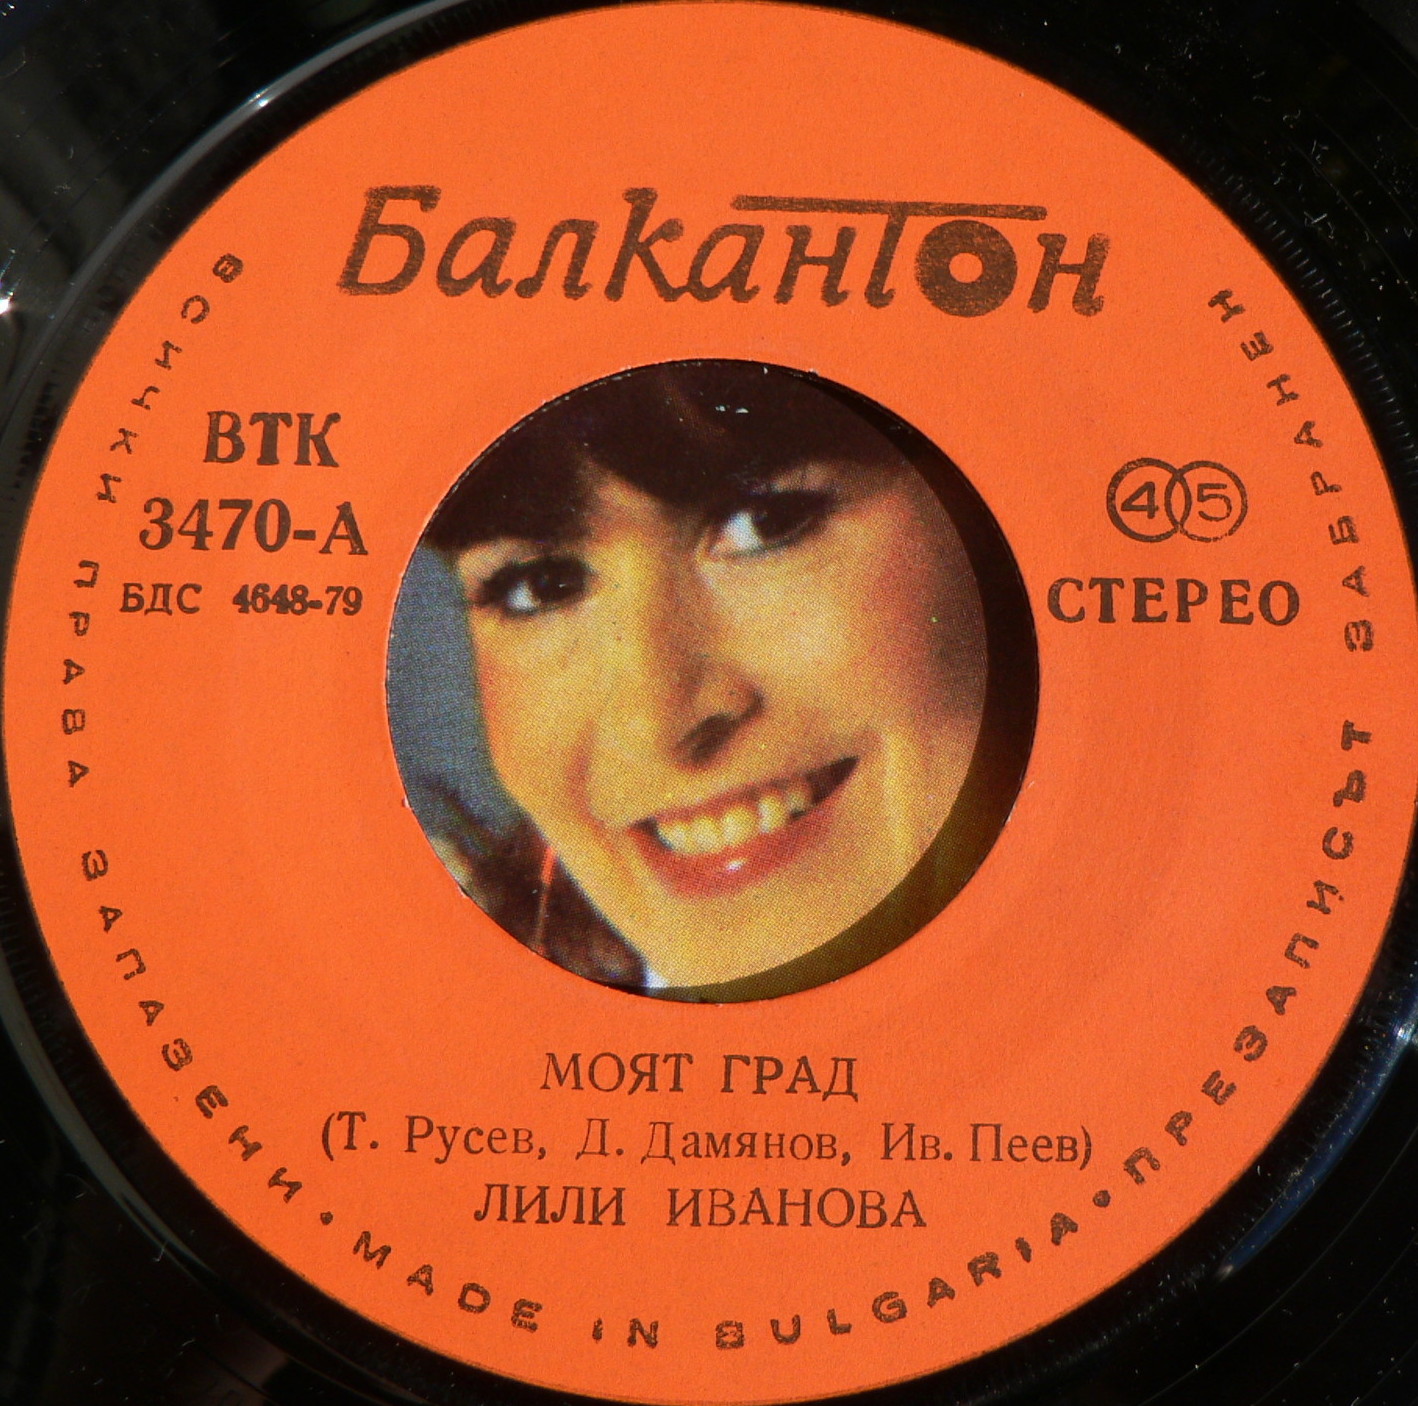 Балкантон
ВТК
3470-А
БДС 4648-79
45
СТЕРЕО
МОЯТ ГРАД
(Т. Русев, Д. Дамянов, Ив. Пеев)
ЛИЛИ ИВАНОВА
ВСИЧКИ ПРАВА ЗАПАЗЕНИ • MADE IN BULGARIA • ПРЕЗАПИСЪТ ЗАБРАНЕН